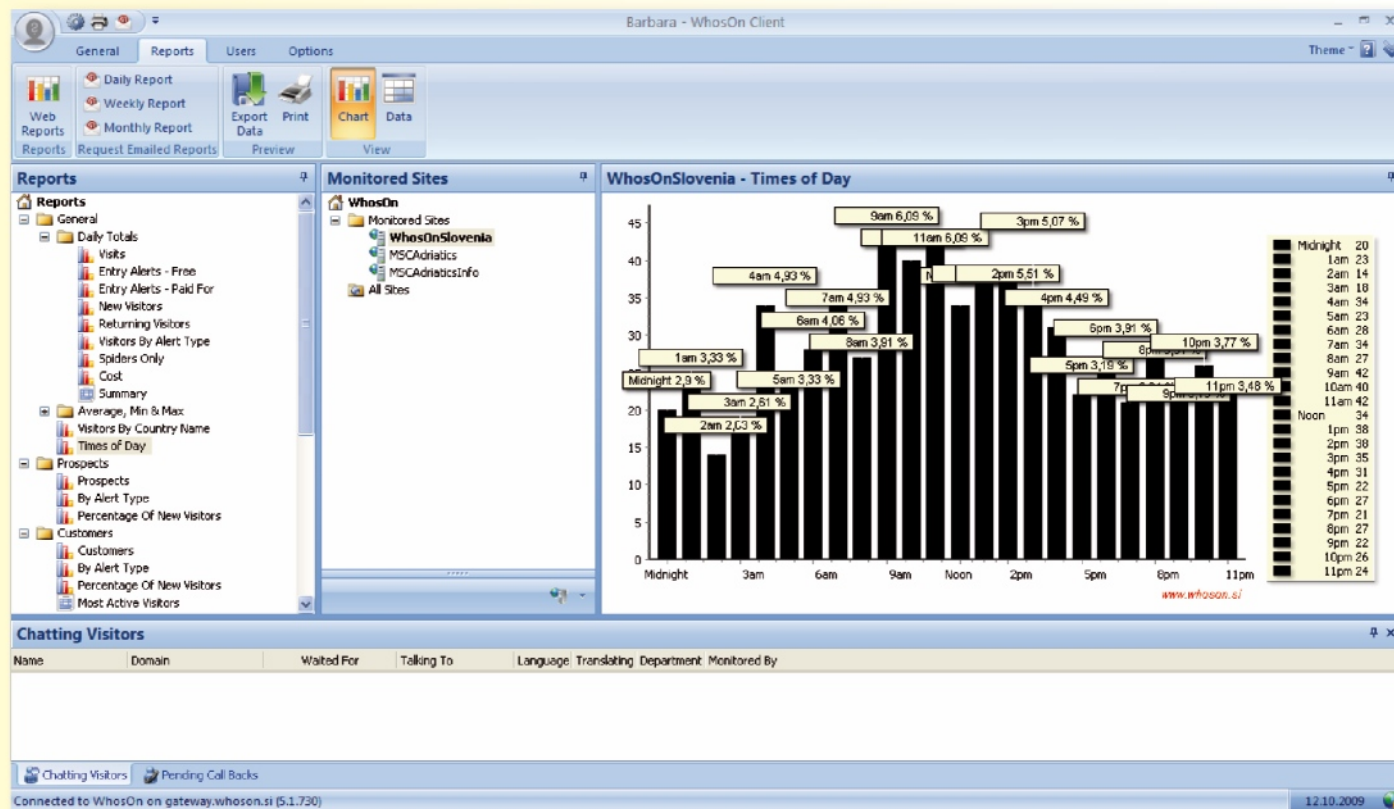 Barbara - WhosOn Client
General Reports Users Options
Theme
Web Reports
Daily Report
Weekly Report
Monthly Report
Export Data
Print
Chart
Data
Reports
Request Emailed Reports
Preview
View
Reports
Reports
General
Daily Totals
Visits
Entry Alerts - Free
Entry Alerts - Paid For
New Visitors
Returning Visitors
Visitors By Alert Type
Spiders Only
Cost
Summary
Average, Min & Max
Visitors By Country Name
Times of Day
Prospects
Prospects
By Alert Type
Percentage Of New Visitors
Customers
Customers
By Alert Type
Percentage Of New Visitors
Most Active Visitors
Monitored Sites
WhosOn
Monitored Sites
WhosOnSlovenia
MSCAdriatics
MSCAdriaticsInfo
All Sites
WhosOnSlovenia - Times of Day
45
40
35
30
20
15
10
5
0
Midnight 2,9 %
1am 3,33 %
2am 2,03 %
3am 2,61 %
4am 4,93 %
5am 3,33 %
6am 4,06 %
7am 4,93 %
8am 3,91 %
9am 6,09 %
11am 6,09 %
2pm 5,51 %
3pm 5,07 %
4pm 4,49 %
5pm 3,19 %
6pm 3,91 %
10pm 3,77 %
11pm 3,48 %
Midnight 3am 6am 9am Noon 2pm 5pm 8pm 11pm
www.whoson.si
Midnight 20
1am 23
2am 14
3am 18
4am 34
5am 23
6am 28
7am 34
8am 27
9am 42
10am 40
11am 42
Noon 34
1pm 38
2pm 38
3pm 35
4pm 31
5pm 22
6pm 27
7pm 21
8pm 27
9pm 22
10pm 26
11pm 24
Chatting Visitors
Name Domain Waited For Talking To Language Translating Department Monitored By
Chatting Visitors Pending Call Backs
Connected to WhosOn on gateway.whoson.si (5.1.730)
12.10.2009